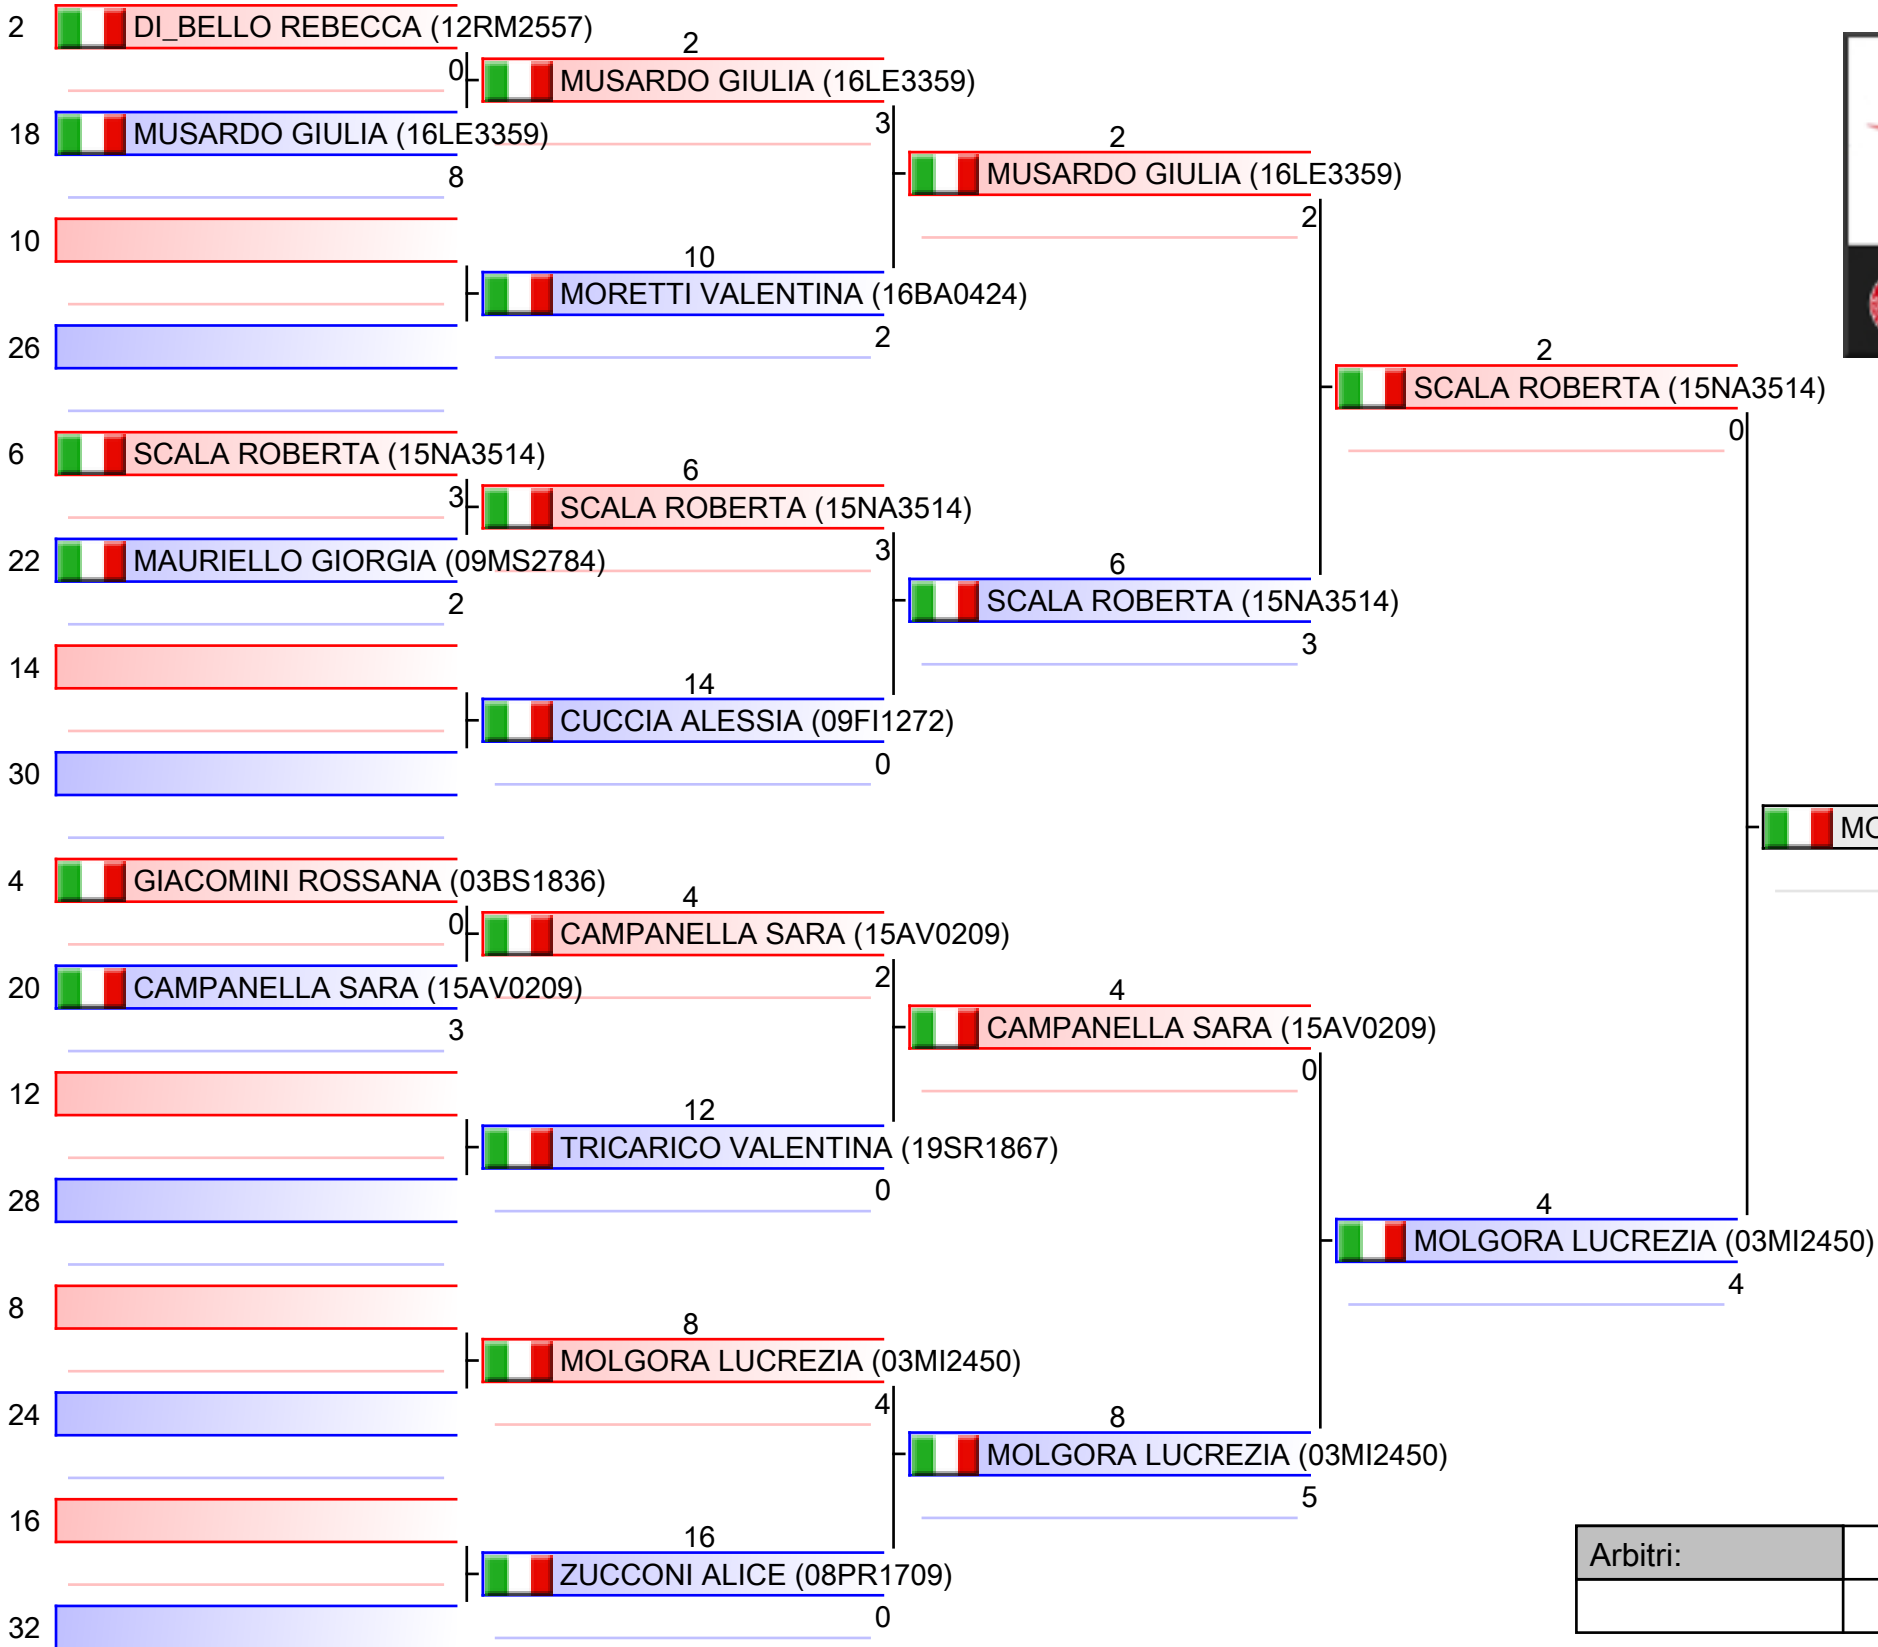 2
DI_BELLO REBECCA (12RM2557)
0
18
MUSARDO GIULIA (16LE3359)
8
10
26
6
SCALA ROBERTA (15NA3514)
3
22
MAURIELLO GIORGIA (09MS2784)
2
14
30
4
GIACOMINI ROSSANA (03BS1836)
0
20
CAMPANELLA SARA (15AV0209)
3
12
28
8
24
16
32
2
MUSARDO GIULIA (16LE3359)
3
10
MORETTI VALENTINA (16BA0424)
2
6
SCALA ROBERTA (15NA3514)
3
14
CUCCIA ALESSIA (09FI1272)
0
4
CAMPANELLA SARA (15AV0209)
2
12
TRICARICO VALENTINA (19SR1867)
0
8
MOLGORA LUCREZIA (03MI2450)
4
16
ZUCCONI ALICE (08PR1709)
0
2
MUSARDO GIULIA (16LE3359)
2
6
SCALA ROBERTA (15NA3514)
3
4
CAMPANELLA SARA (15AV0209)
0
8
MOLGORA LUCREZIA (03MI2450)
5
2
SCALA ROBERTA (15NA3514)
0
4
MOLGORA LUCREZIA (03MI2450)
4
Arbitri: